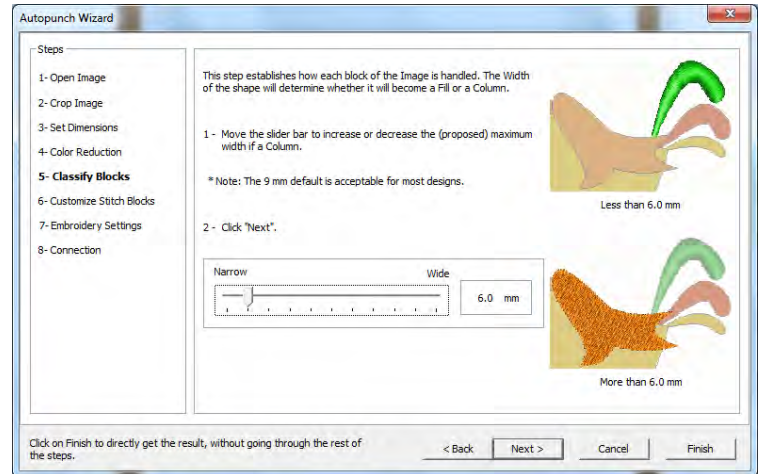 Autopunch Wizard
Steps
1- Open Image
2- Crop Image
3- Set Dimensions
4- Color Reduction
5- Classify Blocks
6- Customize Stitch Blocks
7- Embroidery Settings
8- Connection
This step establishes how each block of the Image is handled. The Width
of the shape will determine whether it will become a Fill or a Column.
1 - Move the slider bar to increase or decrease the (proposed) maximum
width if a Column.
*Note: The 9 mm default is acceptable for most designs.
2 - Click "Next".
Narrow Wide
6.0 mm
Less than 6.0 mm
More than 6.0 mm
Click on Finish to directly get the result, without going through the rest of
the steps.
< Back Next > Cancel Finish